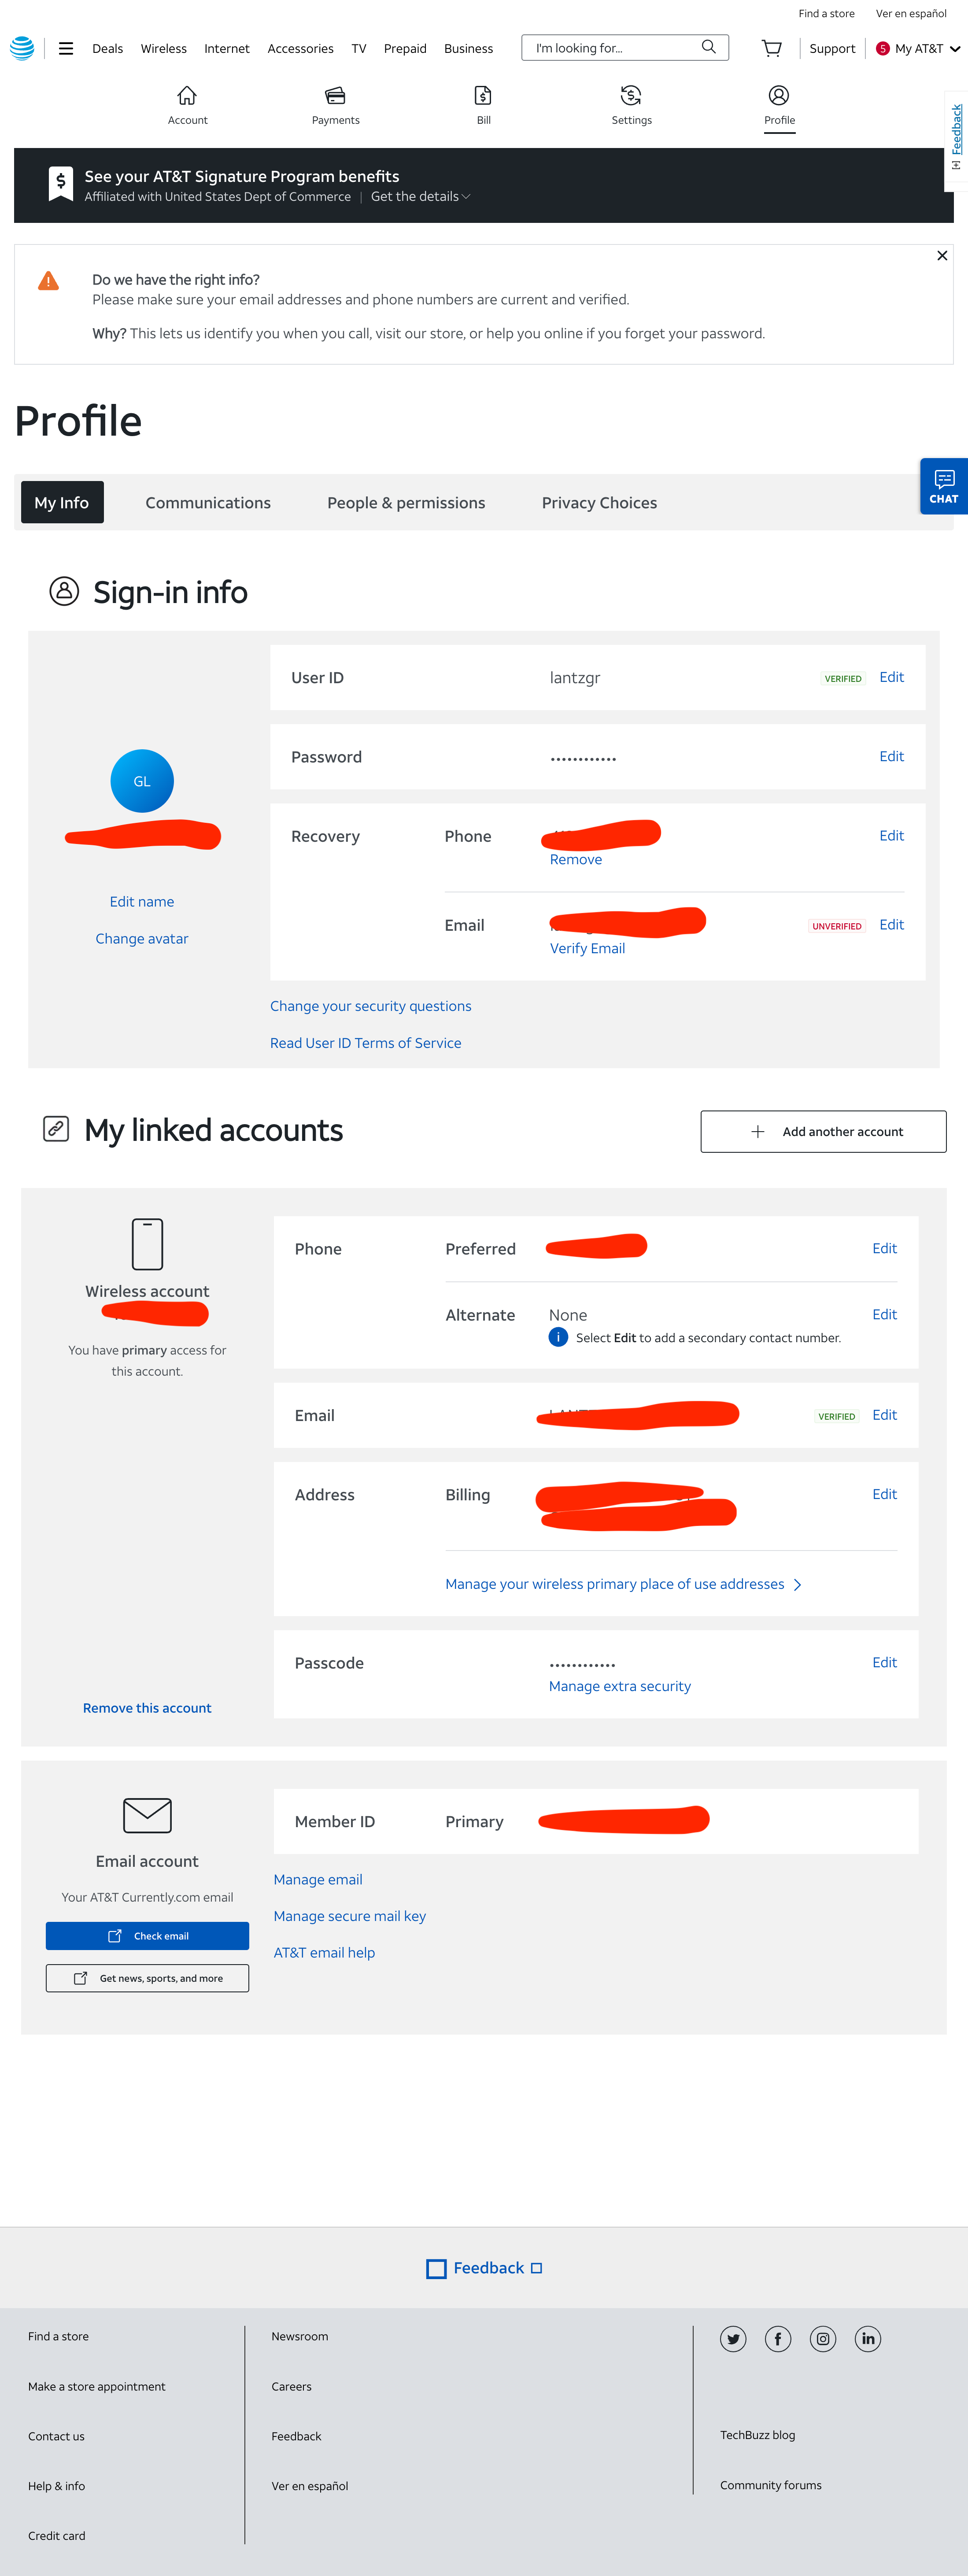 Find a store Ver en español
Deals Wireless Internet Accessories TV Prepaid Business I'm looking for... Support 5 My AT&T
Account Payments Bill Settings Profile
Feedback
See your AT&T Signature Program benefits
Affiliated with United States Dept of Commerce | Get the details
Do we have the right info?
Please make sure your email addresses and phone numbers are current and verified.
Why? This lets us identify you when you call, visit our store, or help you online if you forget your password.
Profile
CHAT
My Info Communications People & permissions Privacy Choices
Sign-in info
User ID lantzgr VERIFIED Edit
Password ············ Edit
GL
Recovery Phone Edit
Remove
Edit name
Email UNVERIFIED Edit
Change avatar
Verify Email
Change your security questions
Read User ID Terms of Service
My linked accounts
Add another account
Phone Preferred Edit
Wireless account
Alternate None Edit
Select Edit to add a secondary contact number.
You have primary access for
this account.
Email VERIFIED Edit
Address Billing Edit
Manage your wireless primary place of use addresses
Passcode ············ Edit
Manage extra security
Remove this account
Member ID Primary
Email account
Manage email
Your AT&T Currently.com email
Manage secure mail key
Check email
AT&T email help
Get news, sports, and more
Feedback
Find a store Newsroom
Make a store appointment Careers
Contact us Feedback TechBuzz blog
Help & info Ver en español Community forums
Credit card